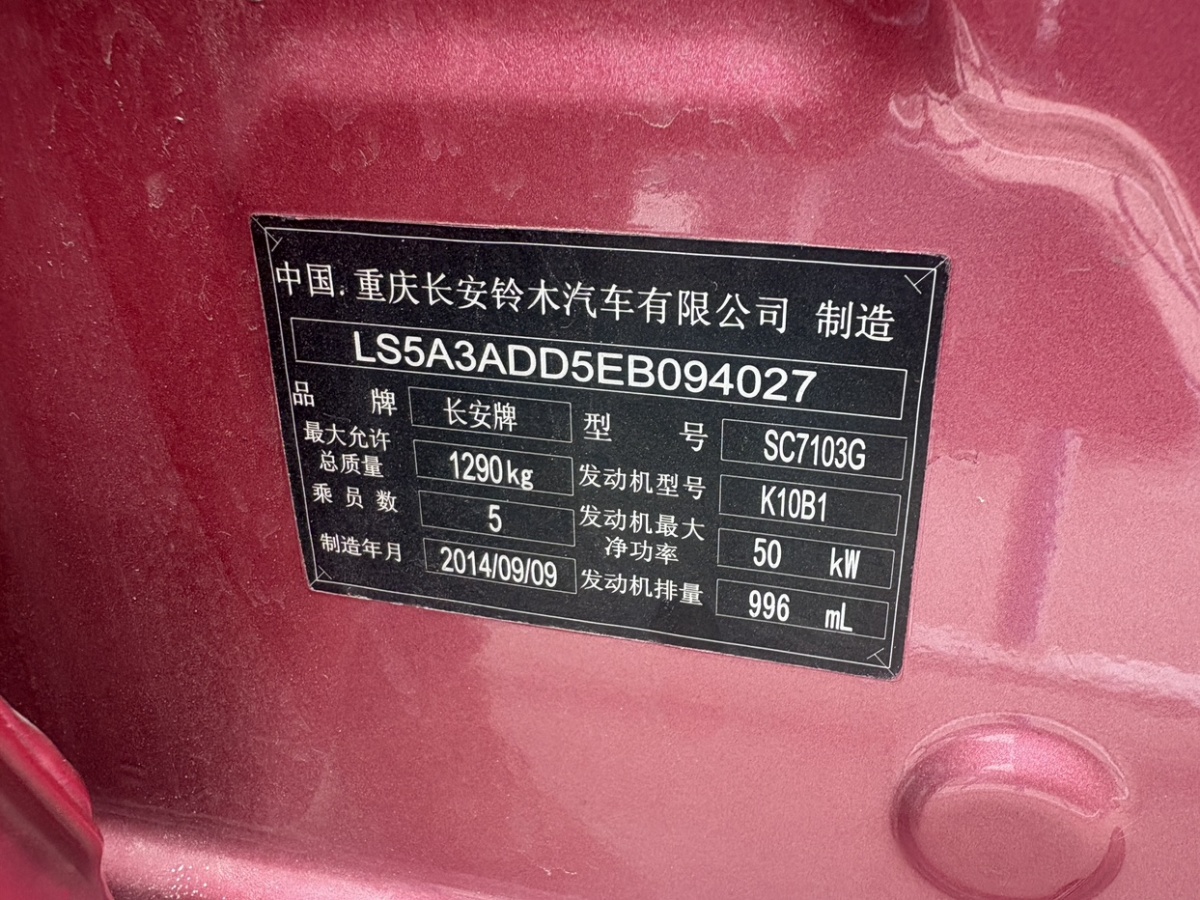 中国.重庆长安铃木汽车有限公司 制造
LS5A3ADD5EB094027
品 牌 长安牌 型 号 SC7103G
最大允许总质量 1290kg 发动机型号 K10B1
乘员数 5 发动机最大净功率 50 kW
制造年月 2014/09/09 发动机排量 996 mL